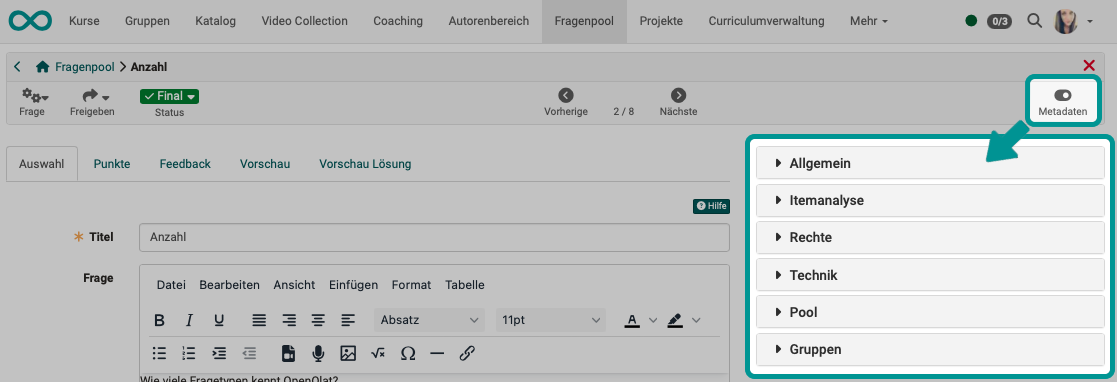 Kurse Gruppen Katalog Video Collection Coaching Autorenbereich Fragenpool Projekte Curriculumverwaltung Mehr 0/3
Fragenpool Anzahl
Frage Freigeben Final Status Vorherige 2 / 8 Nächste Metadaten
Auswahl Punkte Feedback Vorschau Vorschau Lösung
Hilfe
Titel Anzahl
Frage
Datei Bearbeiten Ansicht Einfügen Format Tabelle
B I U Absatz 11pt A
Wie viele Fragetypen kennt OpenOlat?
Allgemein
Itemanalyse
Rechte
Technik
Pool
Gruppen